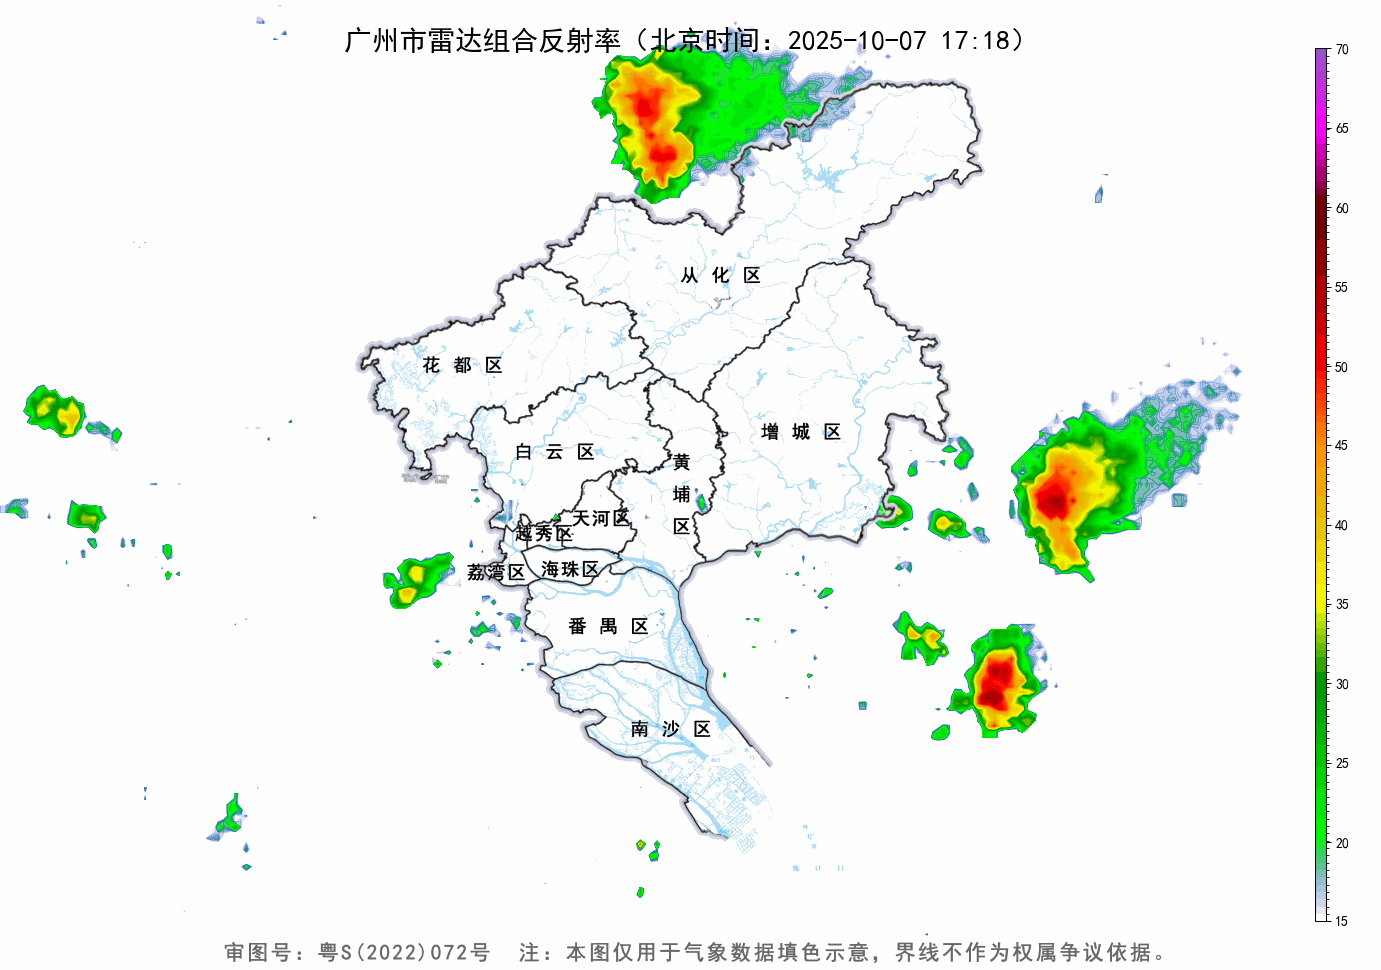 广州市雷达组合反射率（北京时间：2025-10-07 17:18）
70
65
60
55
50
45
40
35
30
25
20
15
从化区
花都区
增城区
白云区
黄埔区
天河区
越秀区
荔湾区
海珠区
番禺区
南沙区
审图号：粤S(2022)072号 注：本图仅用于气象数据填色示意，界线不作为权属争议依据。